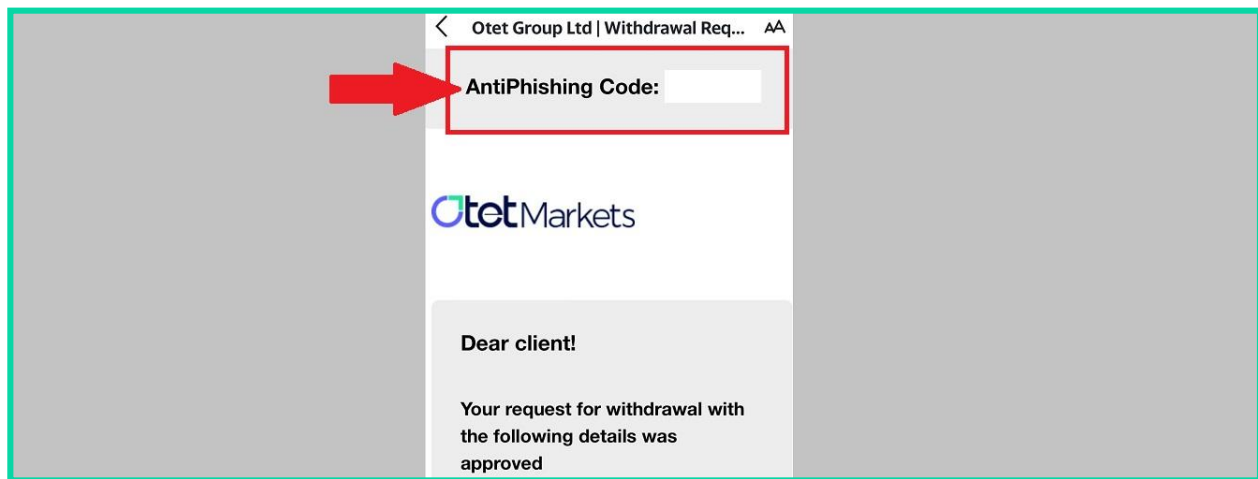 Otet Group Ltd | Withdrawal Req... AA
AntiPhishing Code:
OtetMarkets
Dear client!
Your request for withdrawal with
the following details was
approved